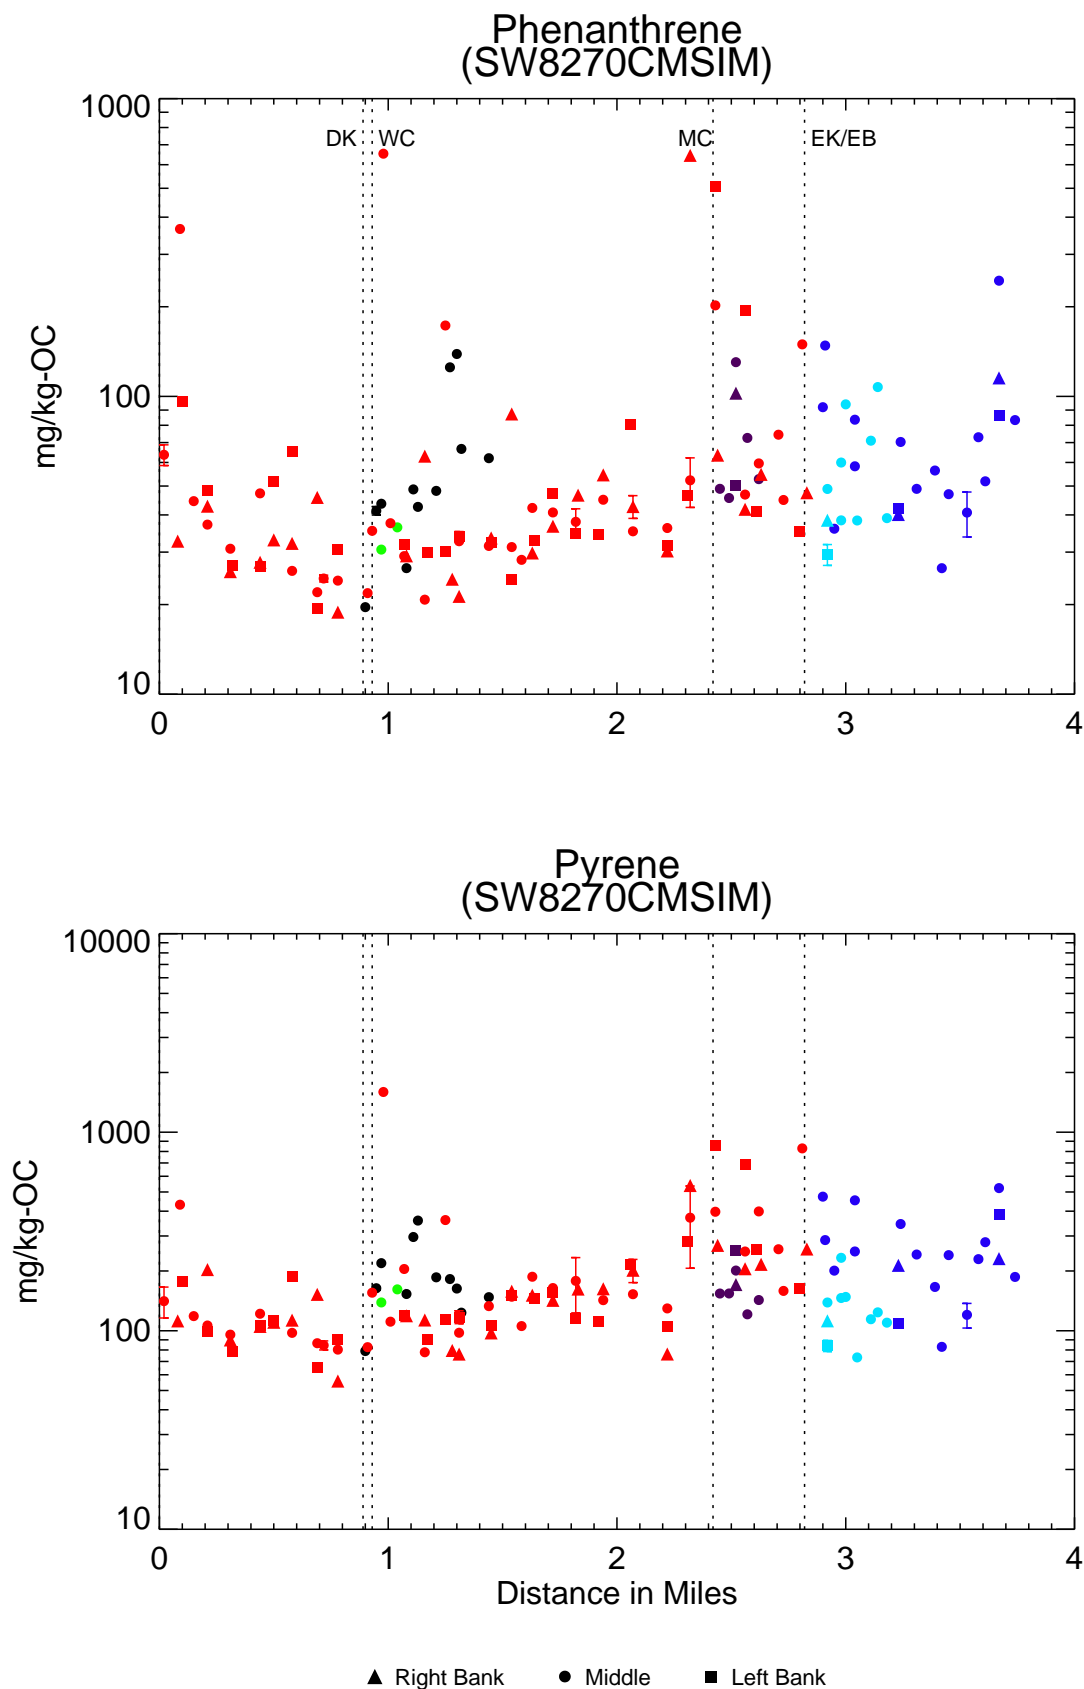 Phenanthrene
(SW8270CMSIM)
1000
DK WC MC EK/EB
100
mg/kg-OC
10
0 1 2 3 4
Pyrene
(SW8270CMSIM)
10000
1000
mg/kg-OC
100
10
0 1 2 3 4
Distance in Miles
Right Bank Middle Left Bank